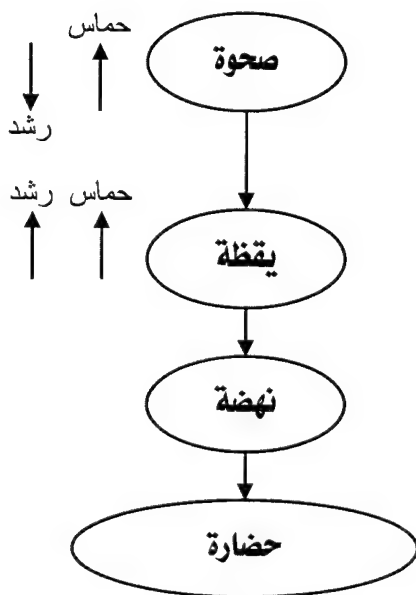 حماس
صحوة
رشد
حماس رشد
يقظة
نهضة
حضارة